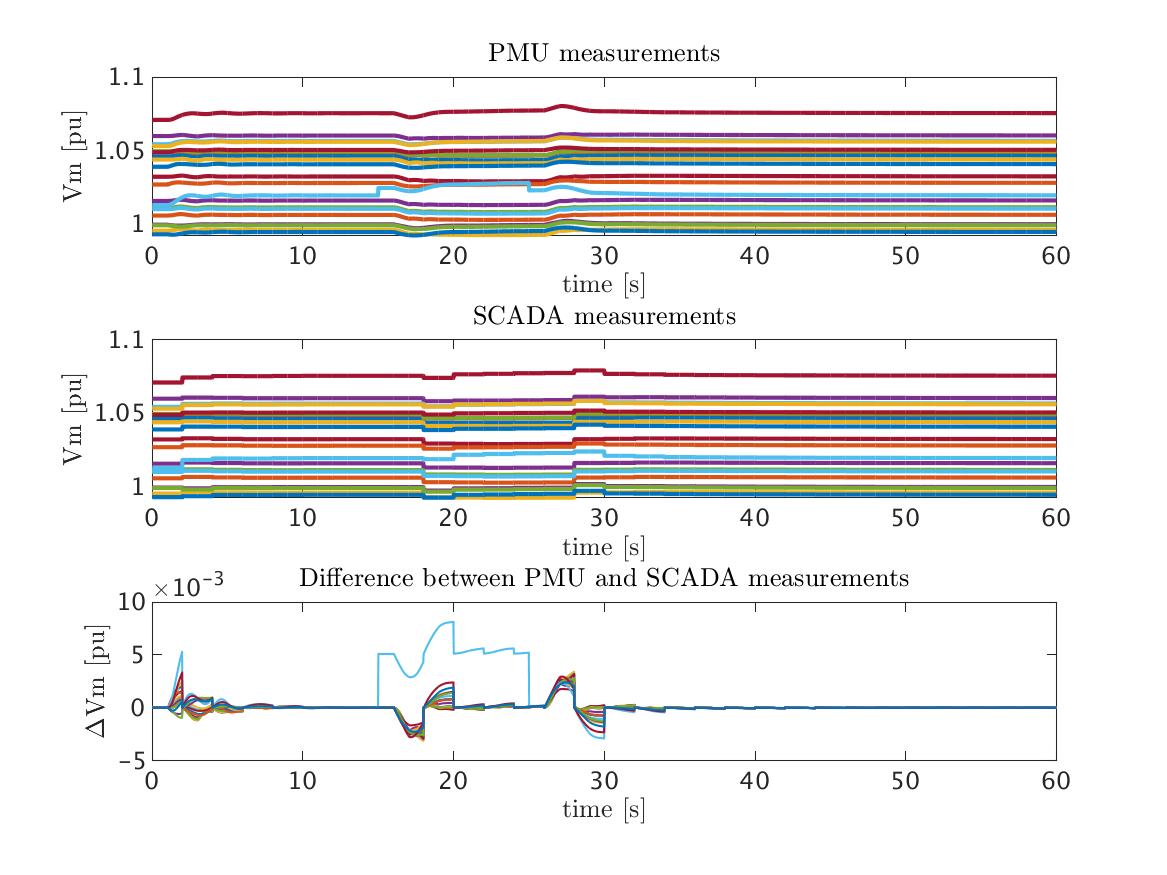 PMU measurements
1.1
1.05
1
Vm [pu]
0 10 20 30 40 50 60
time [s]
SCADA measurements
1.1
1.05
1
Vm [pu]
0 10 20 30 40 50 60
time [s]
Difference between PMU and SCADA measurements
×10⁻³
10
5
0
-5
ΔVm [pu]
0 10 20 30 40 50 60
time [s]